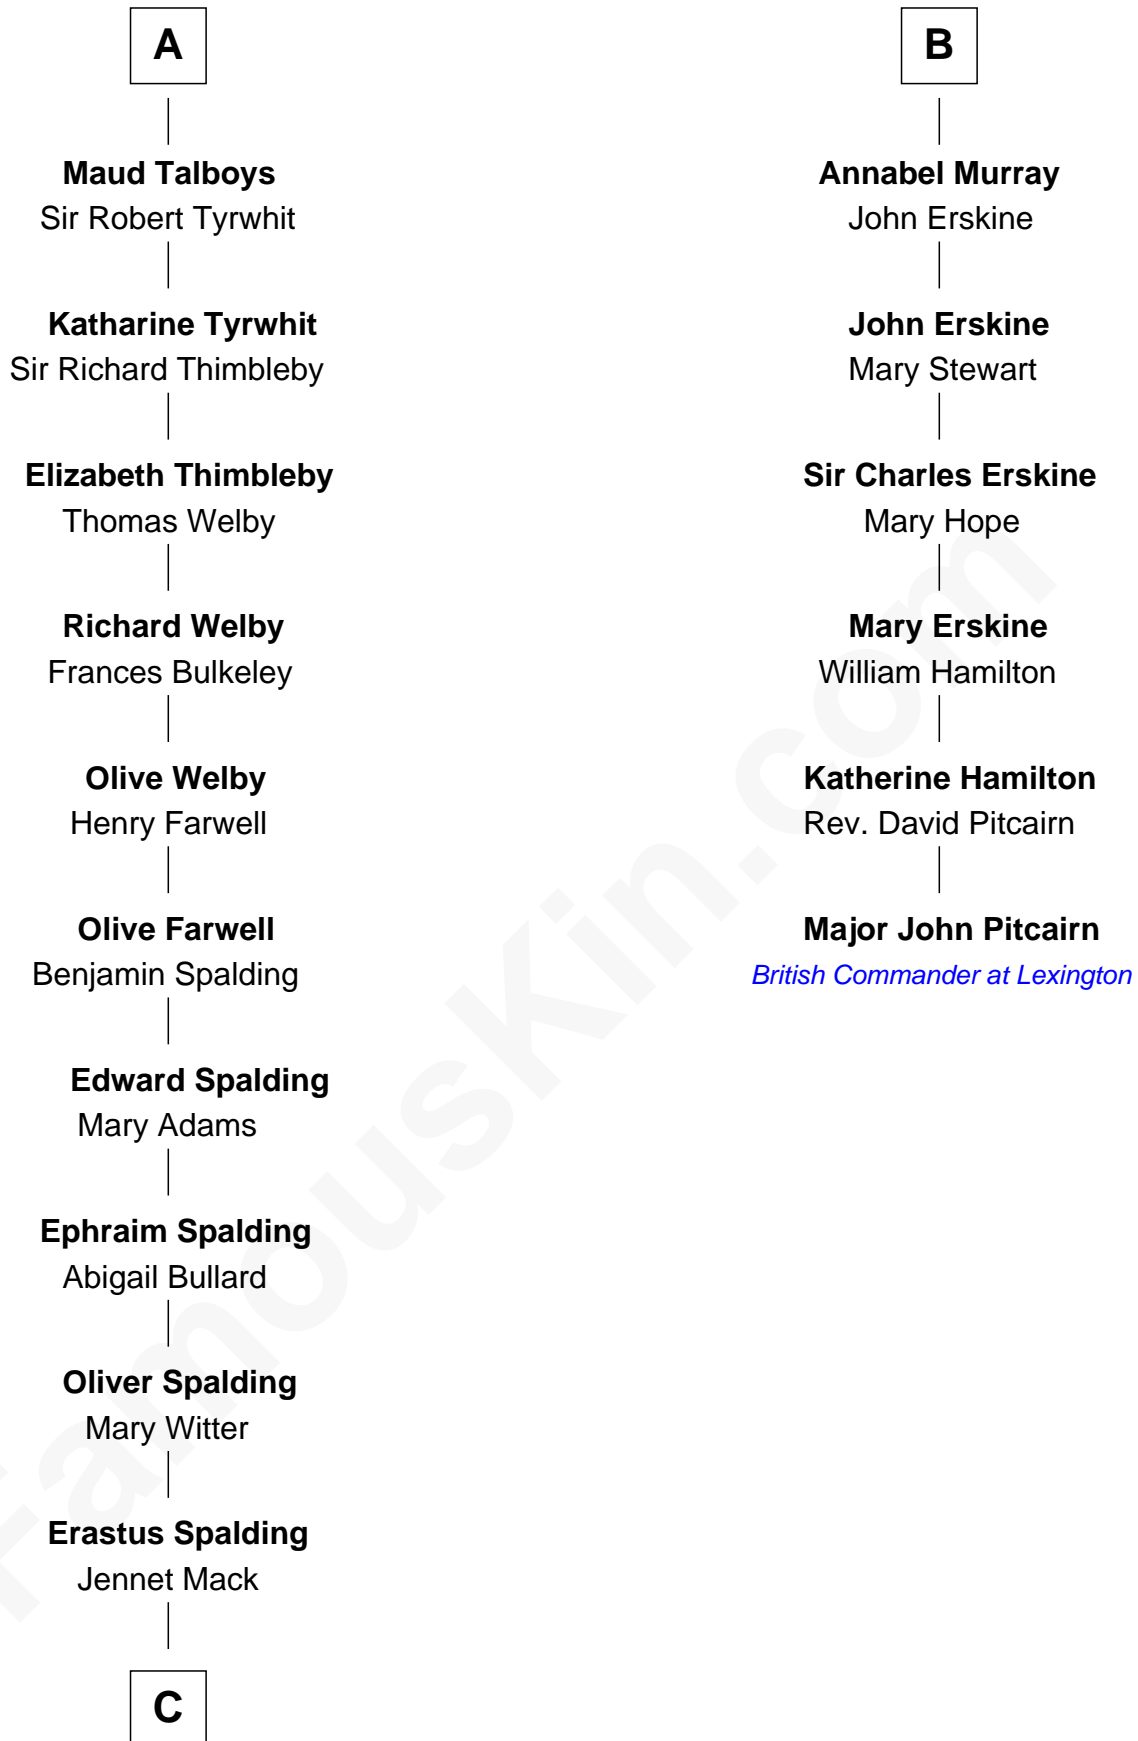 A
Maud Talboys
Sir Robert Tyrwhit
Katharine Tyrwhit
Sir Richard Thimbleby
Elizabeth Thimbleby
Thomas Welby
Richard Welby
Frances Bulkeley
Olive Welby
Henry Farwell
Olive Farwell
Benjamin Spalding
Edward Spalding
Mary Adams
Ephraim Spalding
Abigail Bullard
Oliver Spalding
Mary Witter
Erastus Spalding
Jennet Mack
C
B
Annabel Murray
John Erskine
John Erskine
Mary Stewart
Sir Charles Erskine
Mary Hope
Mary Erskine
William Hamilton
Katherine Hamilton
Rev. David Pitcairn
Major John Pitcairn
British Commander at Lexington
FamousKin.com